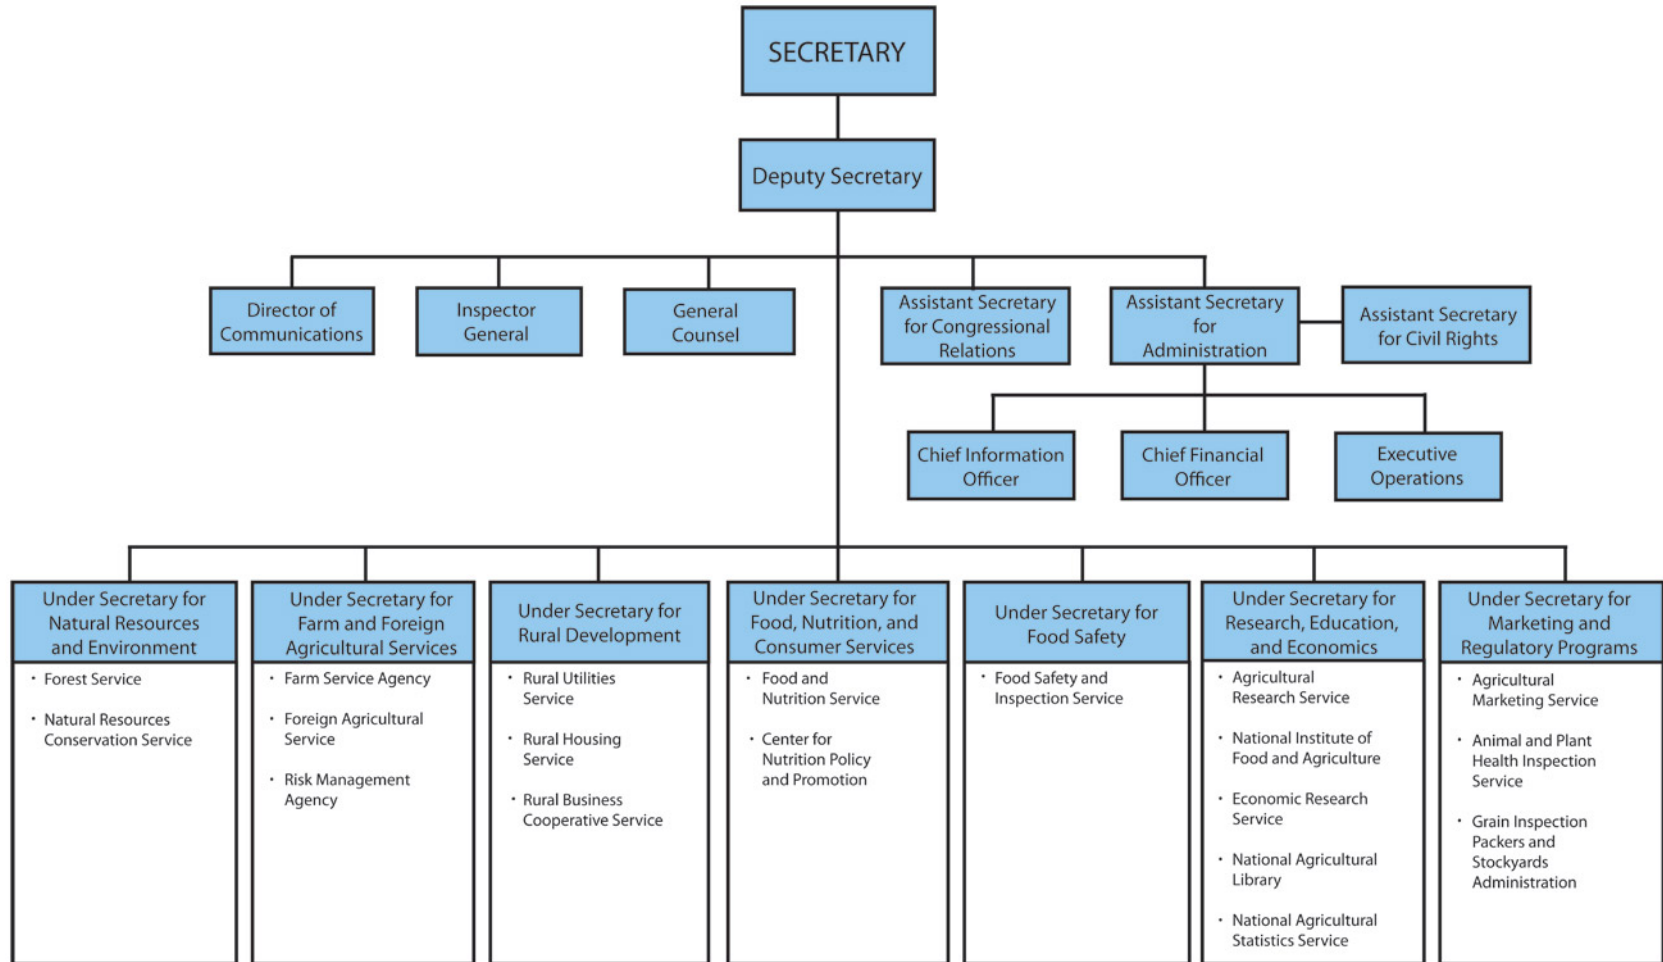 SECRETARY
Deputy Secretary
Director of
Communications
Inspector
General
General
Counsel
Assistant Secretary
for Congressional
Relations
Assistant Secretary
for
Administration
Assistant Secretary
for Civil Rights
Chief Information
Officer
Chief Financial
Officer
Executive
Operations
Under Secretary for
Natural Resources
and Environment
· Forest Service
· Natural Resources
Conservation Service
Under Secretary for
Farm and Foreign
Agricultural Services
· Farm Service Agency
· Foreign Agricultural
Service
· Risk Management
Agency
Under Secretary for
Rural Development
· Rural Utilities
Service
· Rural Housing
Service
· Rural Business
Cooperative Service
Under Secretary for
Food, Nutrition, and
Consumer Services
· Food and
Nutrition Service
· Center for
Nutrition Policy
and Promotion
Under Secretary for
Food Safety
· Food Safety and
Inspection Service
Under Secretary for
Research, Education,
and Economics
· Agricultural
Research Service
· National Institute of
Food and Agriculture
· Economic Research
Service
· National Agricultural
Library
· National Agricultural
Statistics Service
Under Secretary for
Marketing and
Regulatory Programs
· Agricultural
Marketing Service
· Animal and Plant
Health Inspection
Service
· Grain Inspection
Packers and
Stockyards
Administration